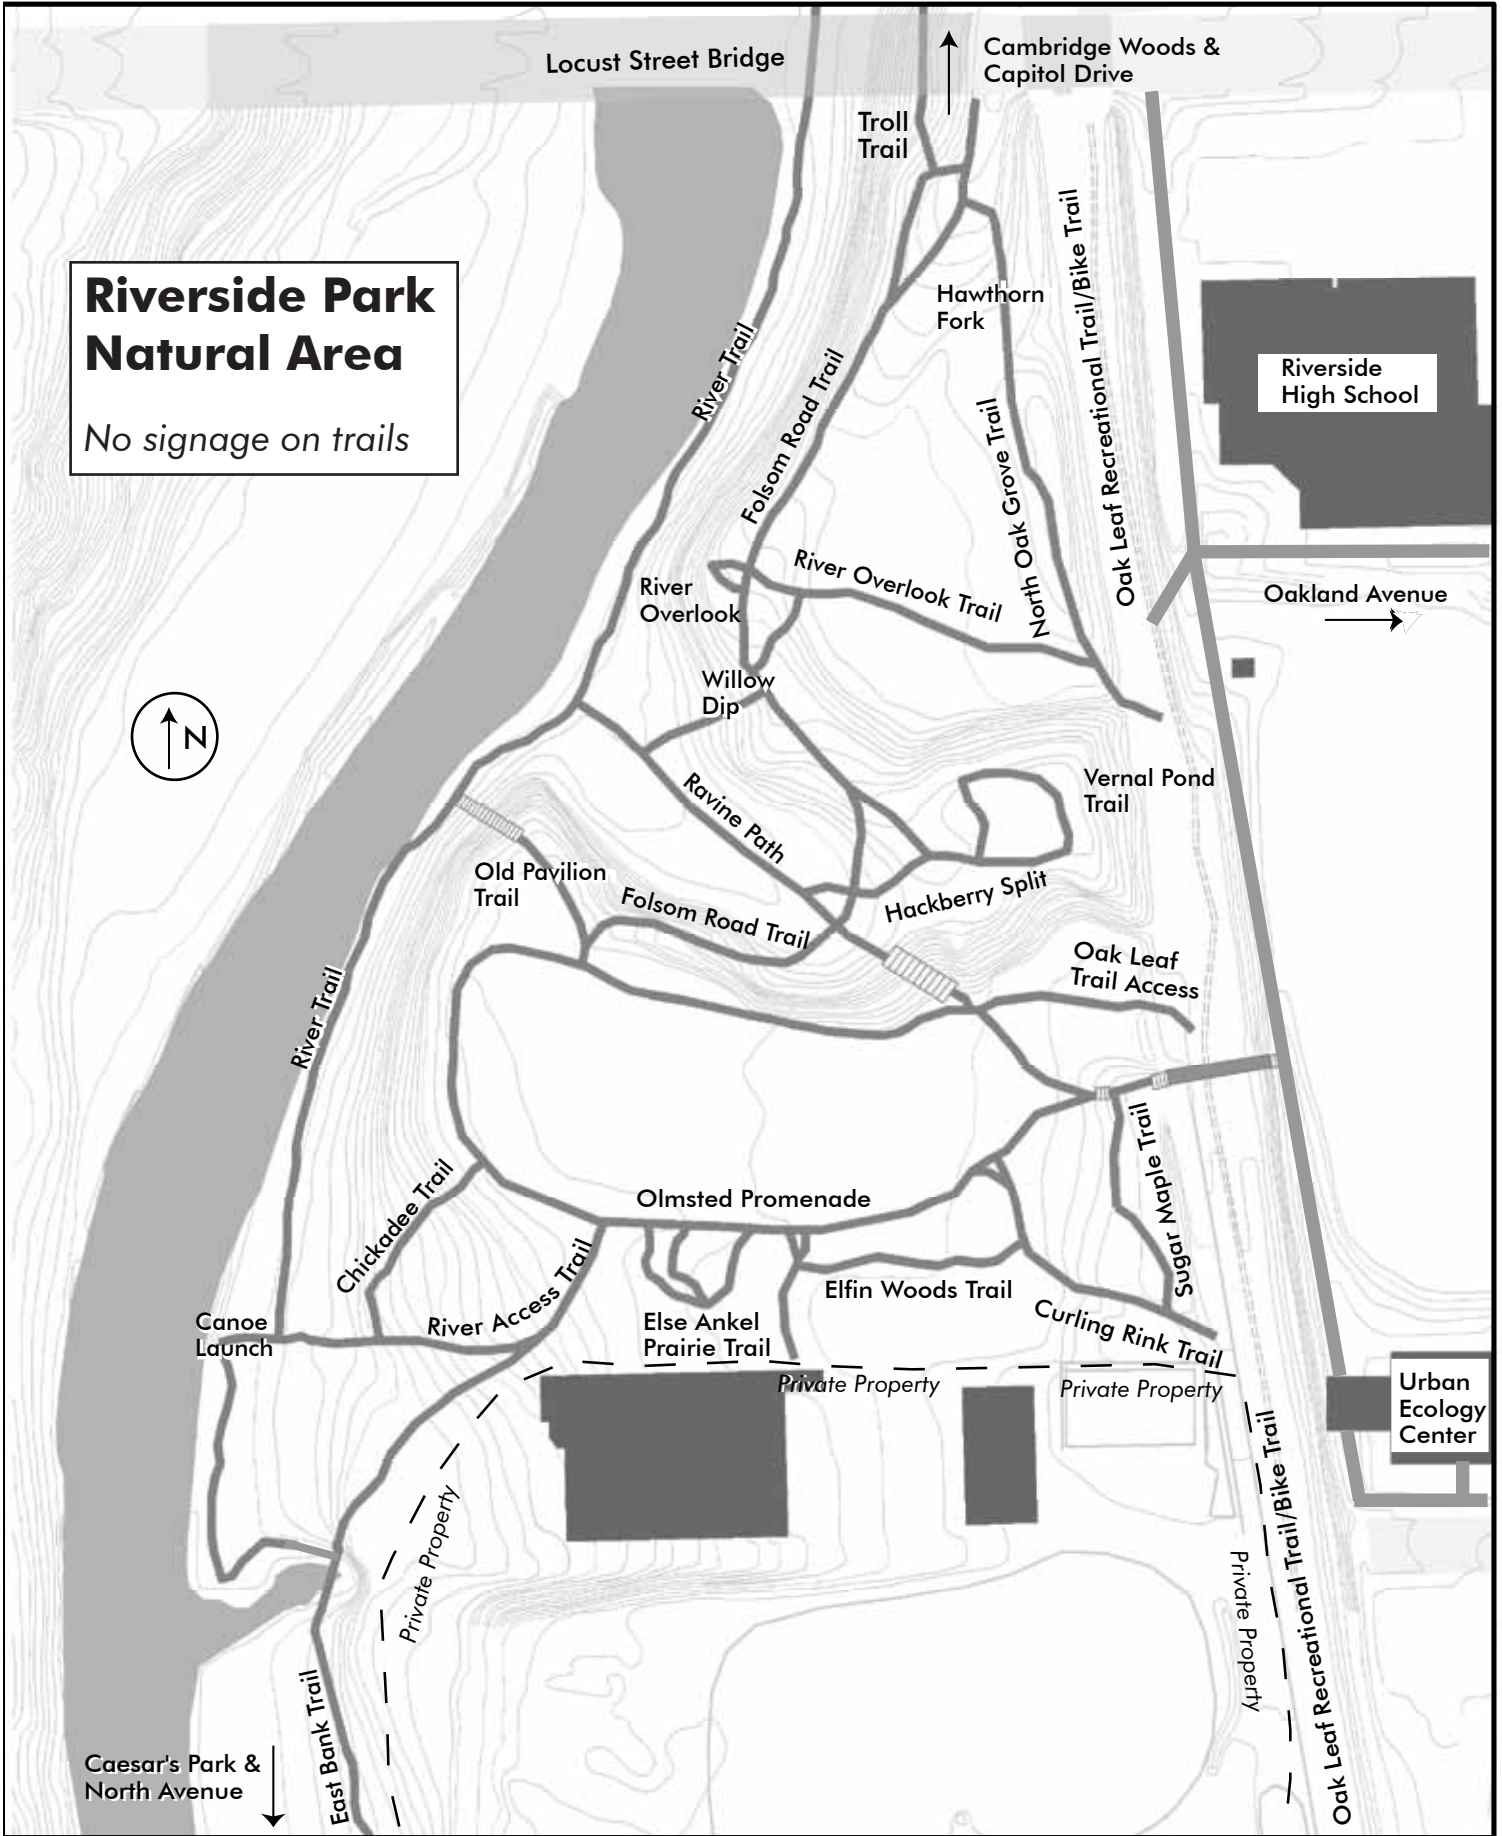 Locust Street Bridge
Cambridge Woods &
Capitol Drive
Troll
Trail
Riverside Park
Natural Area
No signage on trails
River Trail
Folsom Road Trail
Hawthorn
Fork
North Oak Grove Trail
Oak Leaf Recreational Trail/Bike Trail
Riverside
High School
River
Overlook
River Overlook Trail
Oakland Avenue
N
Willow
Dip
Vernal Pond
Trail
Ravine Path
Old Pavilion
Trail
Folsom Road Trail
Hackberry Split
Oak Leaf
Trail Access
River Trail
Chickadee Trail
Olmsted Promenade
Sugar Maple Trail
River Access Trail
Elfin Woods Trail
Canoe
Launch
Else Ankel
Prairie Trail
Curling Rink Trail
Private Property
Private Property
Urban
Ecology
Center
Private Property
Private Property
Oak Leaf Recreational Trail/Bike Trail
East Bank Trail
Caesar's Park &
North Avenue